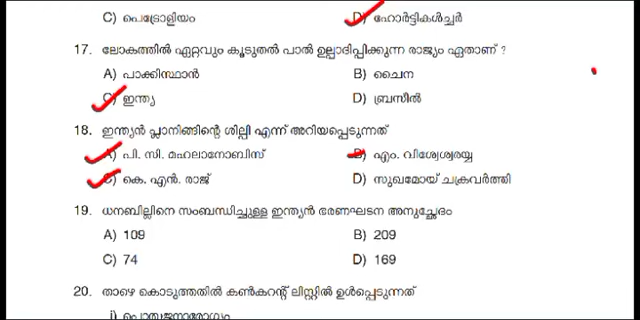 C) പെട്രോളിയം D) ഹോർട്ടികൾച്ചർ
17. ലോകത്തിൽ ഏറ്റവും കൂടുതൽ പാൽ ഉല്പാദിപ്പിക്കുന്ന രാജ്യം ഏതാണ് ?
A) പാക്കിസ്ഥാൻ B) ചൈന
C) ഇന്ത്യ D) ബ്രസീൽ
18. ഇന്ത്യൻ പ്ലാനിങ്ങിന്റെ ശില്പി എന്ന് അറിയപ്പെടുന്നത്
A) പി. സി. മഹലാനോബിസ് B) എം. വിശ്വേശ്വരയ്യ
C) കെ. എൻ. രാജ് D) സുഖമോയ് ചക്രവർത്തി
19. ധനബില്ലിനെ സംബന്ധിച്ചുള്ള ഇന്ത്യൻ ഭരണഘടന അനുച്ഛേദം
A) 109 B) 209
C) 74 D) 169
20. താഴെ കൊടുത്തതിൽ കൺകറന്റ് ലിസ്റ്റിൽ ഉൾപ്പെടുന്നത്
i) പൊതുജനാരോഗ്യം